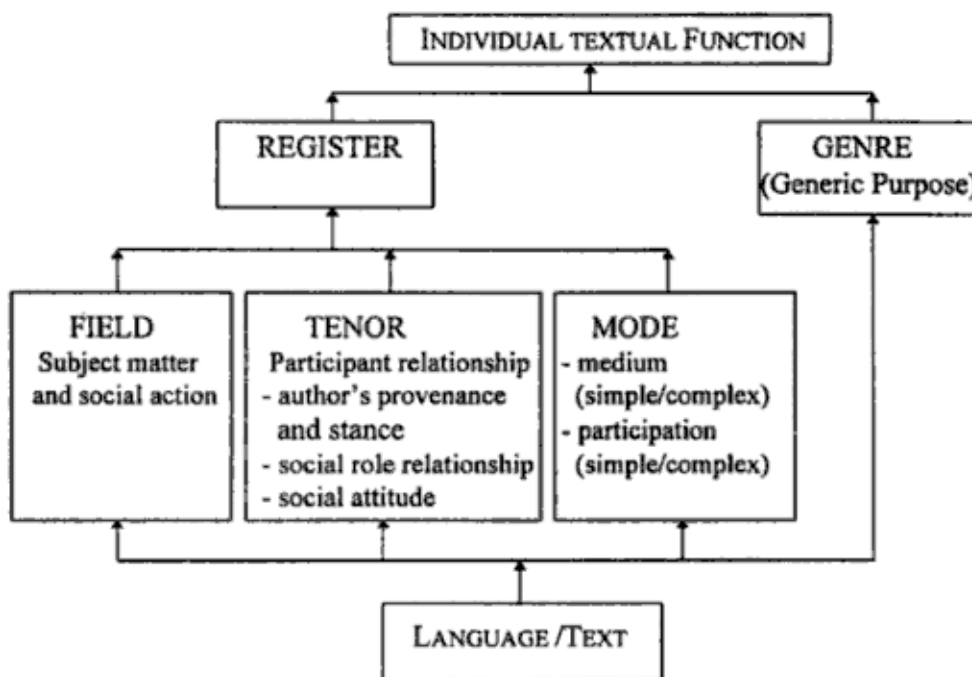 INDIVIDUAL TEXTUAL FUNCTION
REGISTER
GENRE
(Generic Purpose)
FIELD
Subject matter
and social action
TENOR
Participant relationship
- author's provenance
and stance
- social role relationship
- social attitude
MODE
- medium
(simple/complex)
- participation
(simple/complex)
LANGUAGE/TEXT